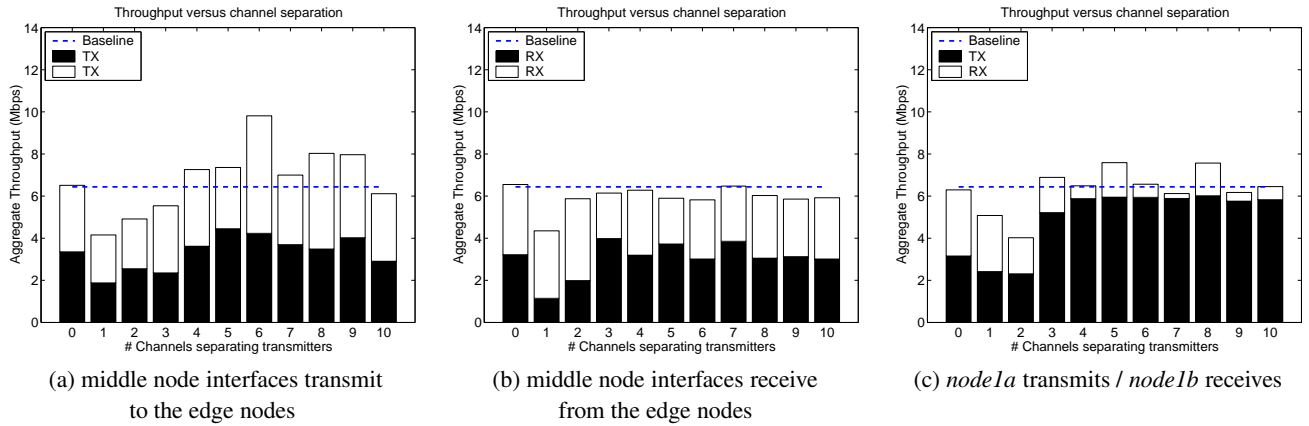 Throughput versus channel separation
14
12
10
8
6
4
2
0
Aggregate Throughput (Mbps)
Baseline
TX
TX
0 1 2 3 4 5 6 7 8 9 10
# Channels separating transmitters
(a) middle node interfaces transmit
to the edge nodes
Throughput versus channel separation
14
12
10
8
6
4
2
0
Aggregate Throughput (Mbps)
Baseline
RX
RX
0 1 2 3 4 5 6 7 8 9 10
# Channels separating transmitters
(b) middle node interfaces receive
from the edge nodes
Throughput versus channel separation
14
12
10
8
6
4
2
0
Aggregate Throughput (Mbps)
Baseline
TX
RX
0 1 2 3 4 5 6 7 8 9 10
# Channels separating transmitters
(c) node1a transmits / node1b receives